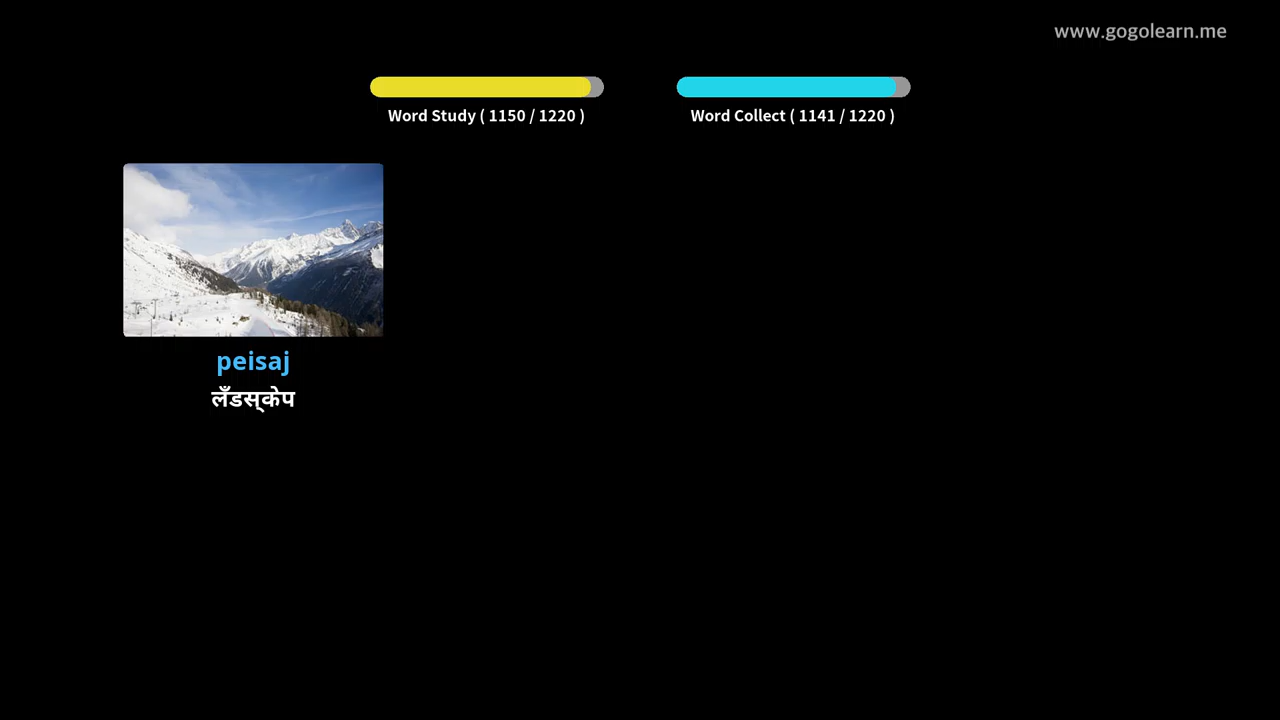 www.gogolearn.me
Word Study ( 1150 / 1220 )
Word Collect ( 1141 / 1220 )
peisaj
लँडस्केप